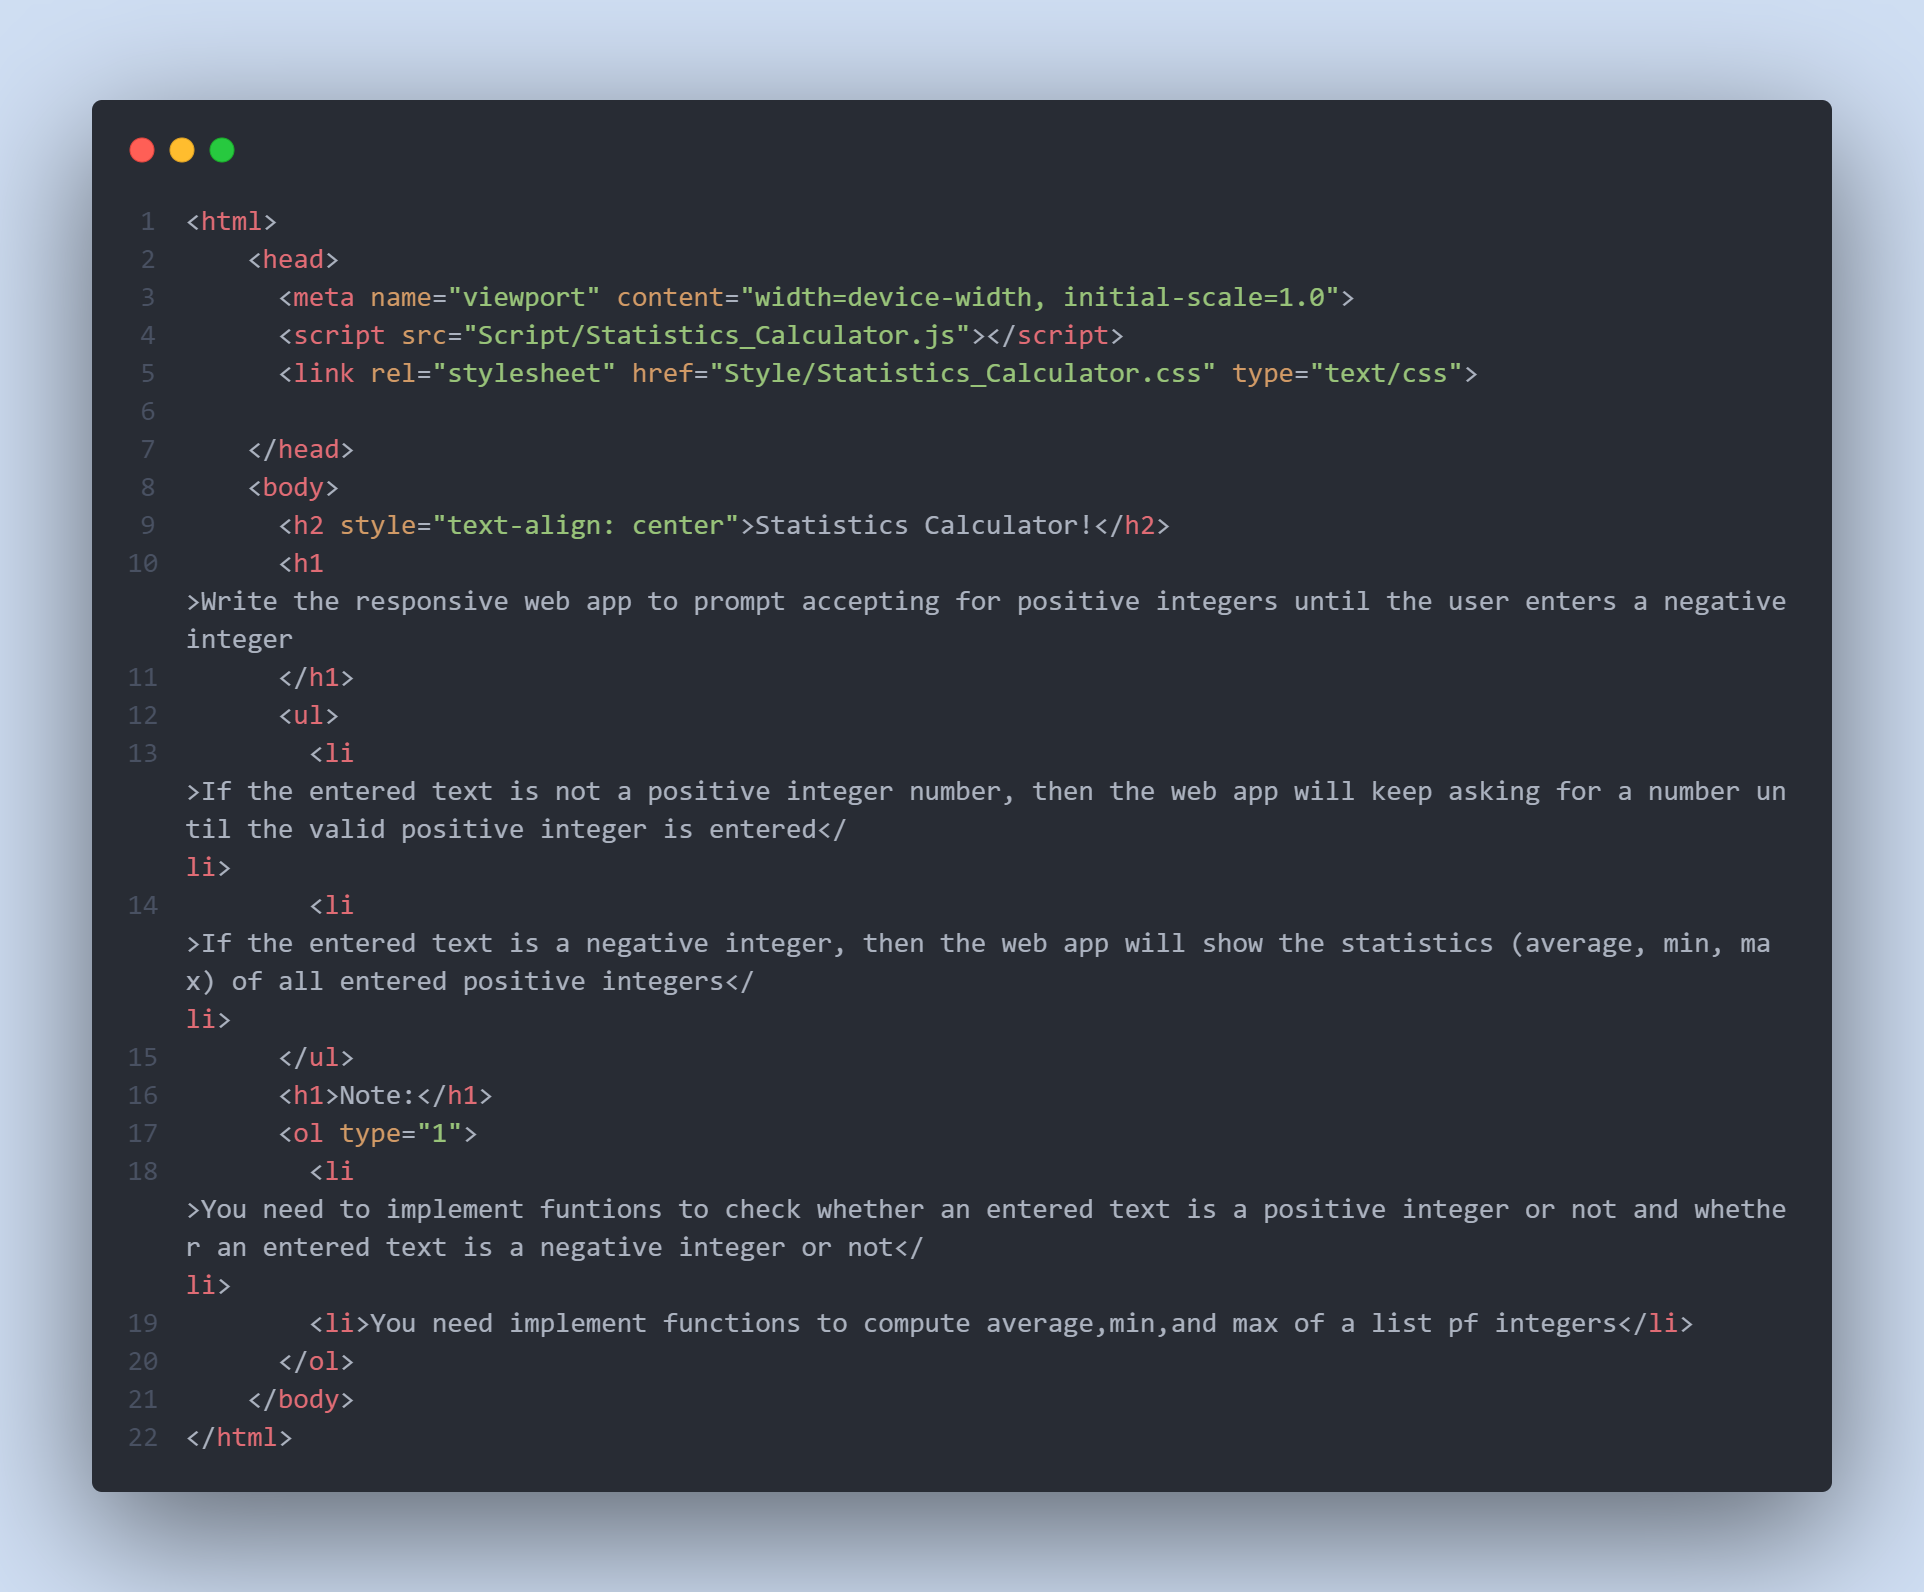 1 <html>
2     <head>
3       <meta name="viewport" content="width=device-width, initial-scale=1.0">
4       <script src="Script/Statistics_Calculator.js"></script>
5       <link rel="stylesheet" href="Style/Statistics_Calculator.css" type="text/css">
6
7     </head>
8     <body>
9       <h2 style="text-align: center">Statistics Calculator!</h2>
10       <h1
>Write the responsive web app to prompt accepting for positive integers until the user enters a negative
integer
11       </h1>
12       <ul>
13         <li
>If the entered text is not a positive integer number, then the web app will keep asking for a number un
til the valid positive integer is entered</
li>
14         <li
>If the entered text is a negative integer, then the web app will show the statistics (average, min, ma
x) of all entered positive integers</
li>
15       </ul>
16       <h1>Note:</h1>
17       <ol type="1">
18         <li
>You need to implement funtions to check whether an entered text is a positive integer or not and whethe
r an entered text is a negative integer or not</
li>
19         <li>You need implement functions to compute average,min,and max of a list pf integers</li>
20       </ol>
21     </body>
22 </html>